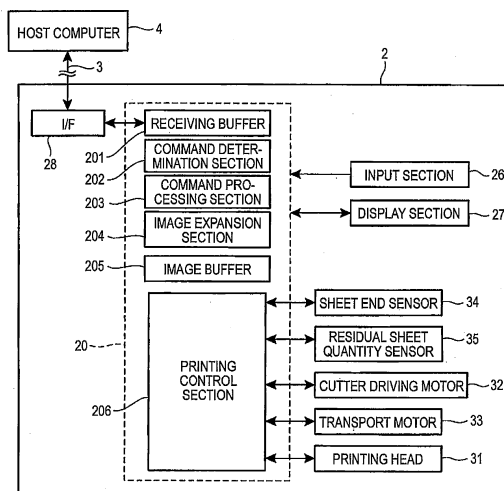 HOST COMPUTER
4
3
2
I/F
28
RECEIVING BUFFER
201
COMMAND DETER-
MINATION SECTION
202
COMMAND PRO-
CESSING SECTION
203
IMAGE EXPANSION
SECTION
204
IMAGE BUFFER
205
INPUT SECTION
26
DISPLAY SECTION
27
20
PRINTING
CONTROL
SECTION
206
SHEET END SENSOR
34
RESIDUAL SHEET
QUANTITY SENSOR
35
CUTTER DRIVING MOTOR
32
TRANSPORT MOTOR
33
PRINTING HEAD
31